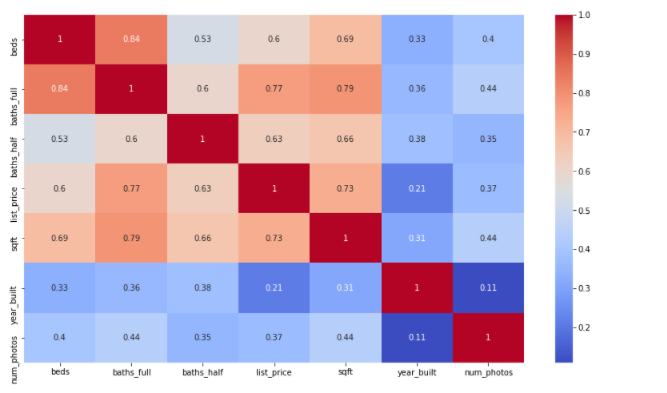 beds 1 0.84 0.53 0.6 0.69 0.33 0.4
baths_full 0.84 1 0.6 0.77 0.79 0.36 0.44
baths_half 0.53 0.6 1 0.63 0.66 0.38 0.35
list_price 0.6 0.77 0.63 1 0.73 0.21 0.37
sqft 0.69 0.79 0.66 0.73 1 0.31 0.44
year_built 0.33 0.36 0.38 0.21 0.31 1 0.11
num_photos 0.4 0.44 0.35 0.37 0.44 0.11 1
beds baths_full baths_half list_price sqft year_built num_photos
1.0
0.9
0.8
0.7
0.6
0.5
0.4
0.3
0.2